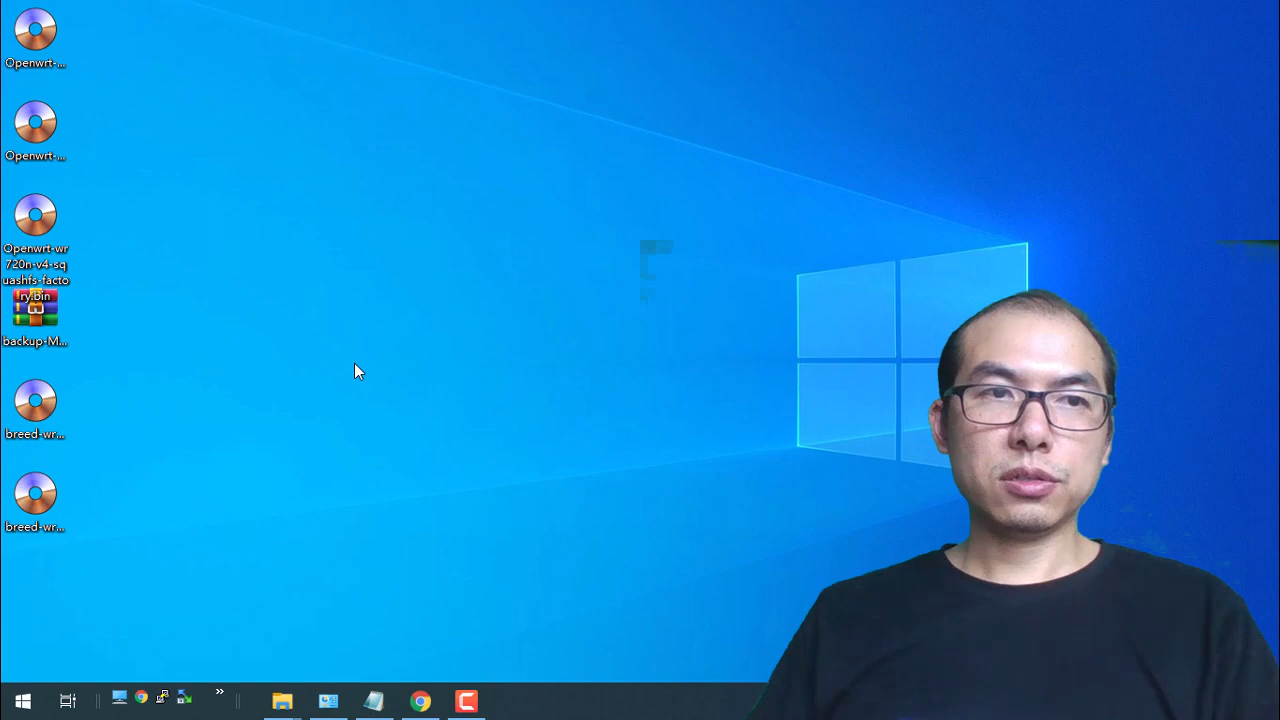 Openwrt-...
Openwrt-...
Openwrt-wr
720n-v4-sq
uashfs-facto
ry.bin
backup-M...
breed-wr...
breed-wr...